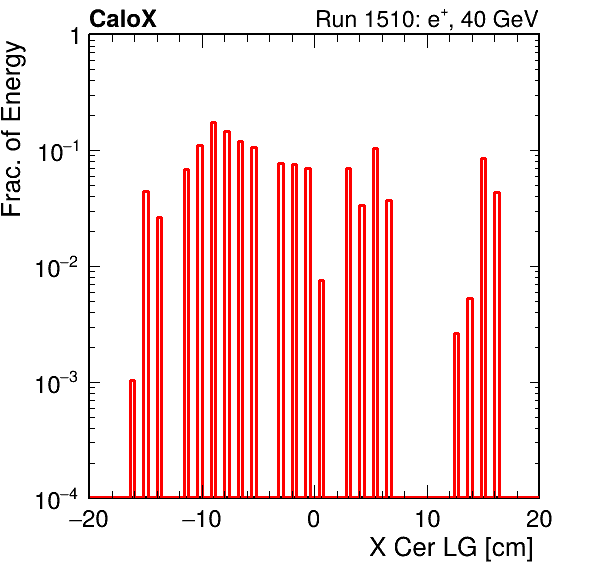 CaloX Run 1510: e⁺, 40 GeV
Frac. of Energy
1
10⁻¹
10⁻²
10⁻³
10⁻⁴
−20 −10 0 10 20
X Cer LG [cm]